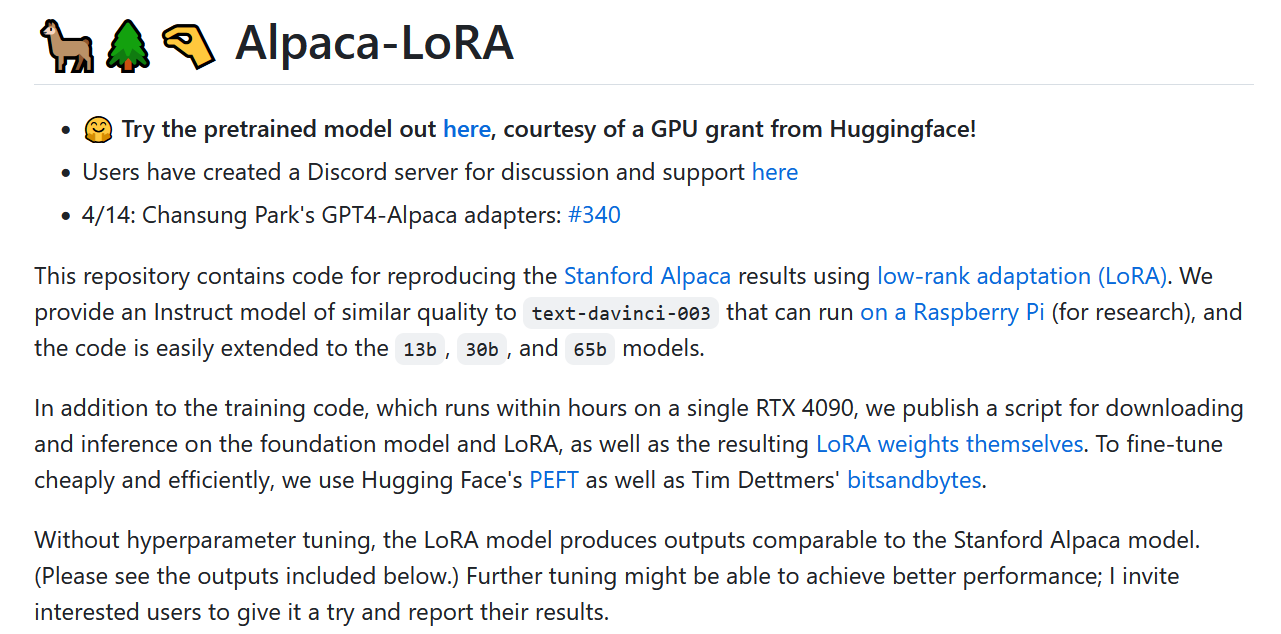 🦙🌲🤏 Alpaca-LoRA
• 🤗 Try the pretrained model out here, courtesy of a GPU grant from Huggingface!
• Users have created a Discord server for discussion and support here
• 4/14: Chansung Park's GPT4-Alpaca adapters: #340
This repository contains code for reproducing the Stanford Alpaca results using low-rank adaptation (LoRA). We
provide an Instruct model of similar quality to text-davinci-003 that can run on a Raspberry Pi (for research), and
the code is easily extended to the 13b, 30b, and 65b models.
In addition to the training code, which runs within hours on a single RTX 4090, we publish a script for downloading
and inference on the foundation model and LoRA, as well as the resulting LoRA weights themselves. To fine-tune
cheaply and efficiently, we use Hugging Face's PEFT as well as Tim Dettmers' bitsandbytes.
Without hyperparameter tuning, the LoRA model produces outputs comparable to the Stanford Alpaca model.
(Please see the outputs included below.) Further tuning might be able to achieve better performance; I invite
interested users to give it a try and report their results.